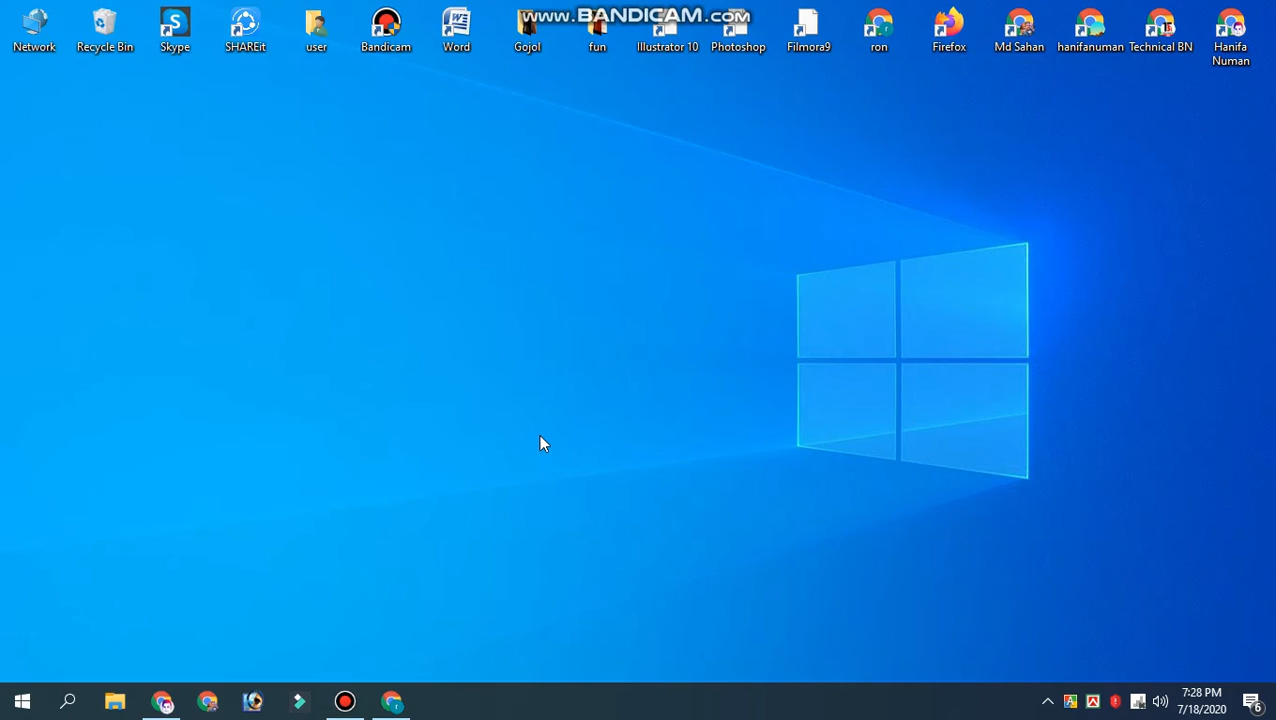 www.BANDICAM.com
Network
Recycle Bin
Skype
SHAREit
user
Bandicam
Word
Gojol
fun
Illustrator 10
Photoshop
Filmora9
ron
Firefox
Md Sahan
hanifanuman
Technical BN
Hanifa
Numan
7:28 PM
7/18/2020
6